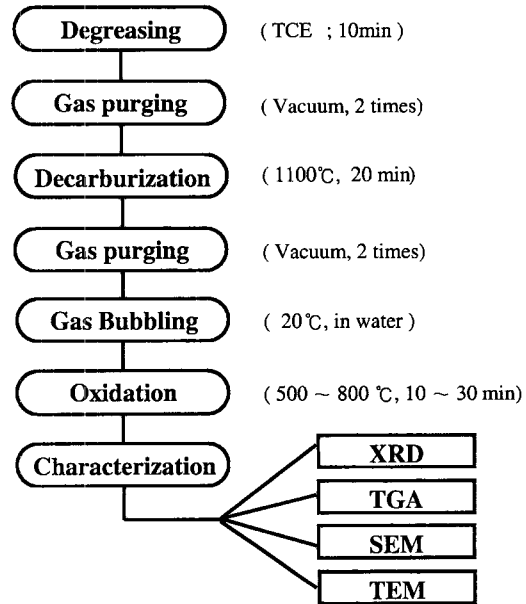 Degreasing ( TCE ; 10min )
Gas purging ( Vacuum, 2 times)
Decarburization ( 1100℃, 20 min)
Gas purging ( Vacuum, 2 times)
Gas Bubbling ( 20℃, in water )
Oxidation (500 ~ 800 ℃, 10 ~ 30 min)
Characterization
XRD
TGA
SEM
TEM